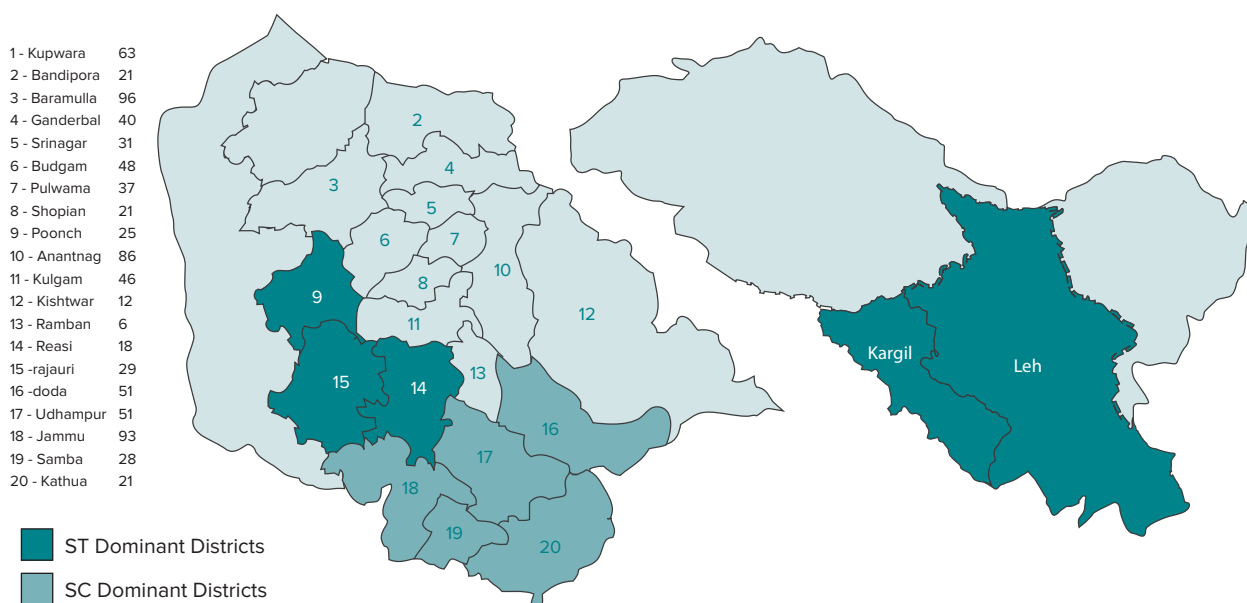 1 - Kupwara 63
2 - Bandipora 21
3 - Baramulla 96
4 - Ganderbal 40
5 - Srinagar 31
6 - Budgam 48
7 - Pulwama 37
8 - Shopian 21
9 - Poonch 25
10 - Anantnag 86
11 - Kulgam 46
12 - Kishtwar 12
13 - Ramban 6
14 - Reasi 18
15 -rajauri 29
16 -doda 51
17 - Udhampur 51
18 - Jammu 93
19 - Samba 28
20 - Kathua 21
ST Dominant Districts
SC Dominant Districts
2
4
3
5
6
7
8
10
9
11
12
13
14
15
16
17
18
19
20
Kargil
Leh